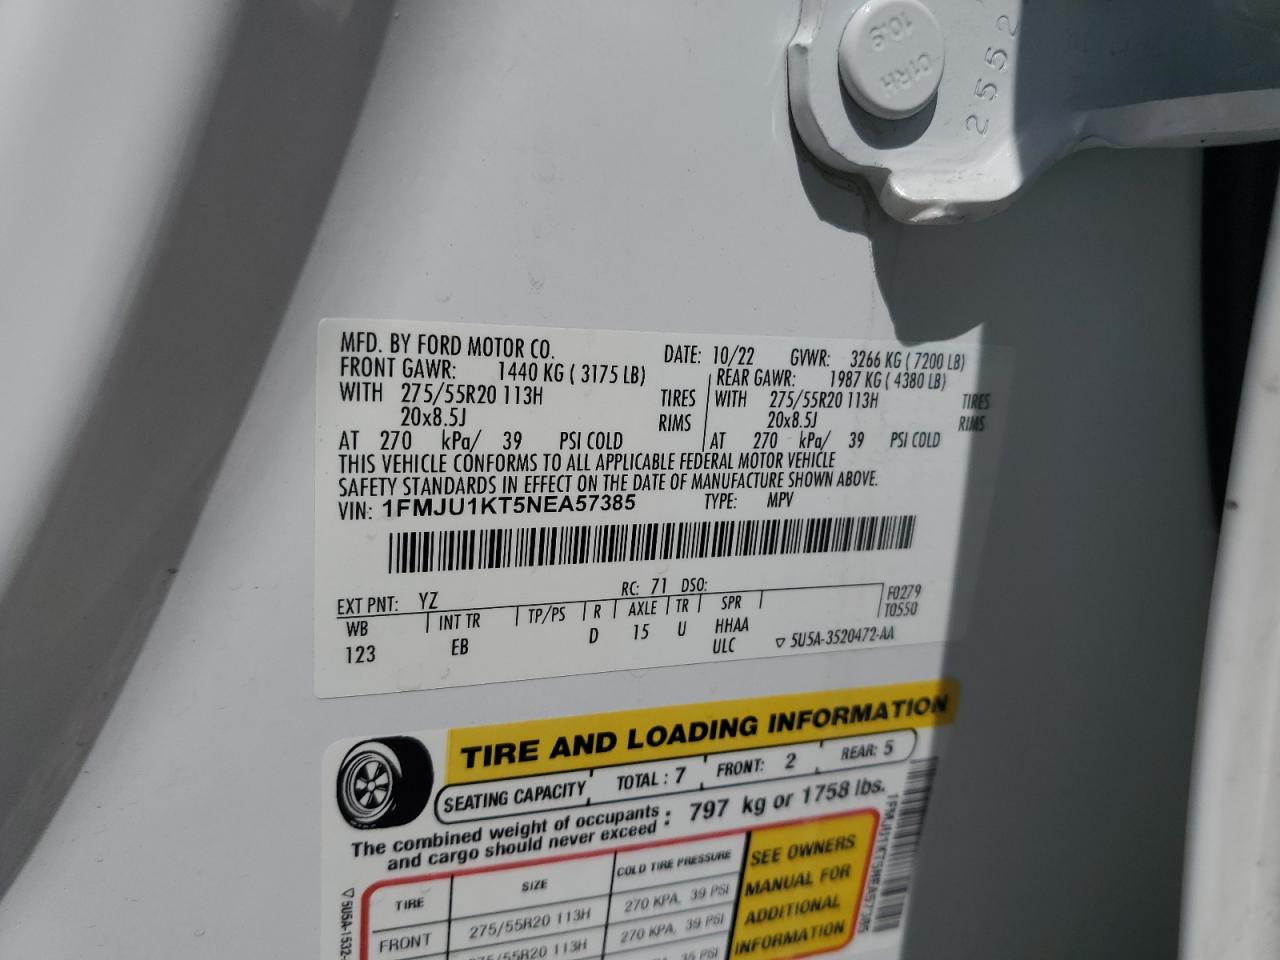 01RH
10.9
2552
MFD. BY FORD MOTOR CO. DATE: 10/22 GVWR: 3266 KG ( 7200 LB)
FRONT GAWR: 1440 KG ( 3175 LB) REAR GAWR: 1987 KG ( 4380 LB)
WITH 275/55R20 113H TIRES WITH 275/55R20 113H TIRES
20x8.5J RIMS 20x8.5J RIMS
AT 270 kPa/ 39 PSI COLD AT 270 kPa/ 39 PSI COLD
THIS VEHICLE CONFORMS TO ALL APPLICABLE FEDERAL MOTOR VEHICLE
SAFETY STANDARDS IN EFFECT ON THE DATE OF MANUFACTURE SHOWN ABOVE.
VIN: 1FMJU1KT5NEA57385 TYPE: MPV
EXT PNT: YZ RC: 71 DSO:
WB INT TR TP/PS R AXLE TR SPR F0279
T0550
123 EB D 15 U HHAA
ULC ▽ 5U5A-3520472-AA
TIRE AND LOADING INFORMATION
SEATING CAPACITY TOTAL : 7 FRONT: 2 REAR: 5
The combined weight of occupants : 797 kg or 1758 lbs.
and cargo should never exceed
TIRE SIZE COLD TIRE PRESSURE
FRONT 275/55R20 113H 270 KPA, 39 PSI
275/55R20 113H 270 KPA, 39 PSI
SEE OWNERS
MANUAL FOR
ADDITIONAL
INFORMATION
1FMJU1KT5NEA57385
▽ 5U5A-1532-